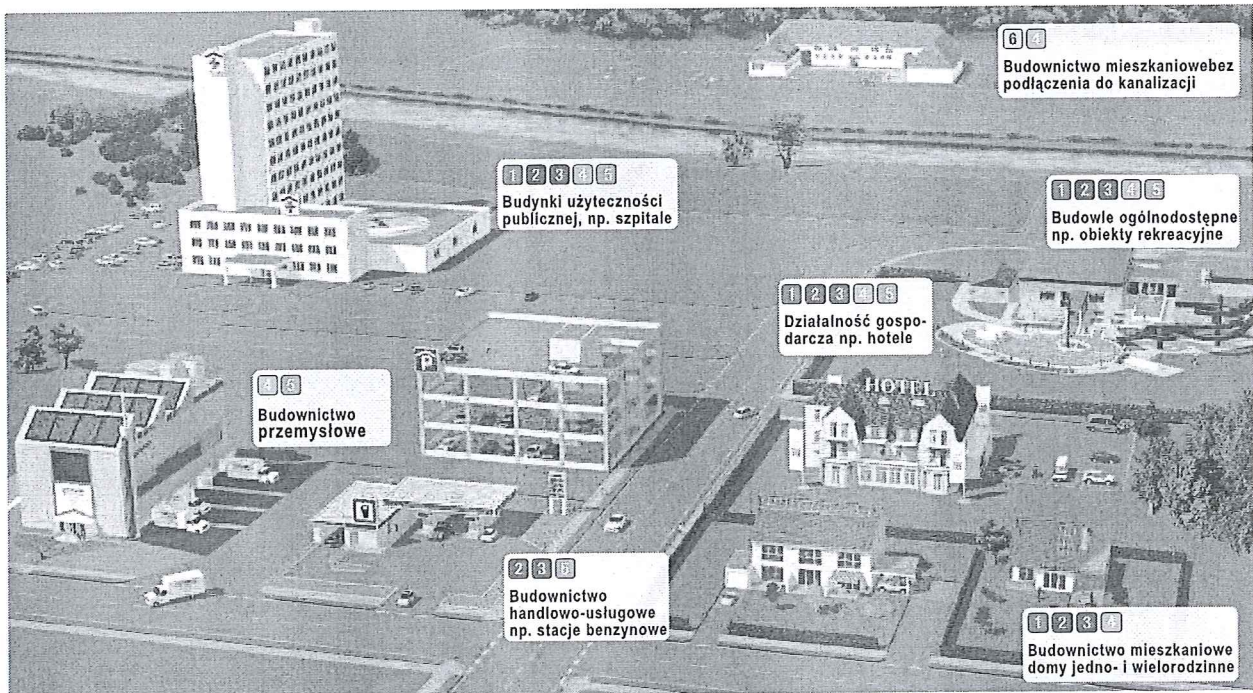 6 4
Budownictwo mieszkaniowebez
podłączenia do kanalizacji
1 2 3 4 5
Budynki użyteczności
publicznej, np. szpitale
1 2 3 4 5
Budowle ogólnodostępne
np. obiekty rekreacyjne
1 2 3 4 5
Działalność gospo-
darcza np. hotele
P
HOTEL
4 5
Budownictwo
przemysłowe
2 3 5
Budownictwo
handlowo-usługowe
np. stacje benzynowe
1 2 3 4
Budownictwo mieszkaniowe
domy jedno- i wielorodzinne